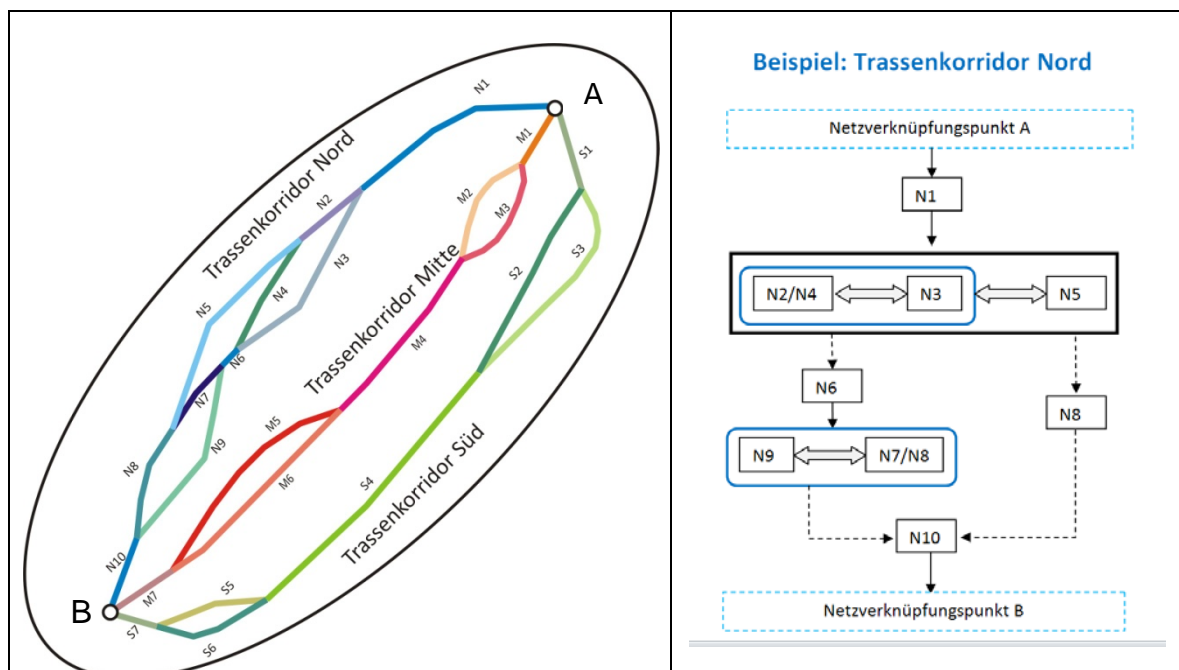 A
N1
M1
S1
Trassenkorridor Nord
N2
M2
M3
N3
S3
S2
N4
N5
Trassenkorridor Mitte
M4
N6
N7
N9
M5
N8
M6
S4
Trassenkorridor Süd
N10
M7
B
S5
S7
S6
Beispiel: Trassenkorridor Nord
Netzverknüpfungspunkt A
N1
N2/N4
N3
N5
N6
N8
N9
N7/N8
N10
Netzverknüpfungspunkt B